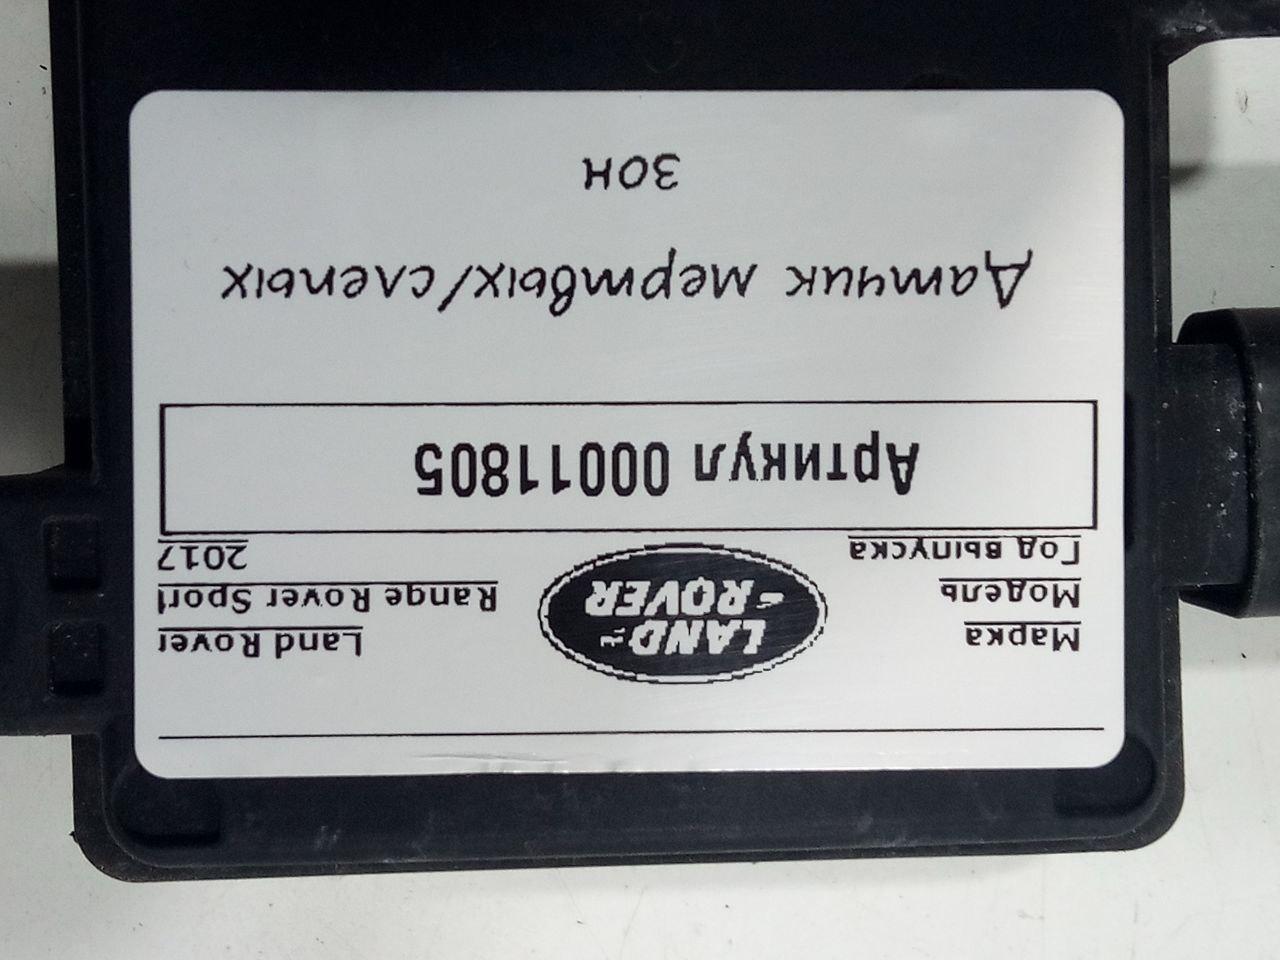 Марка Land Rover
Модель Range Rover Sport
Год выпуска 2017
LAND-
-ROVER
Артикул 00011805
Датчик мертвых/слепых
зон